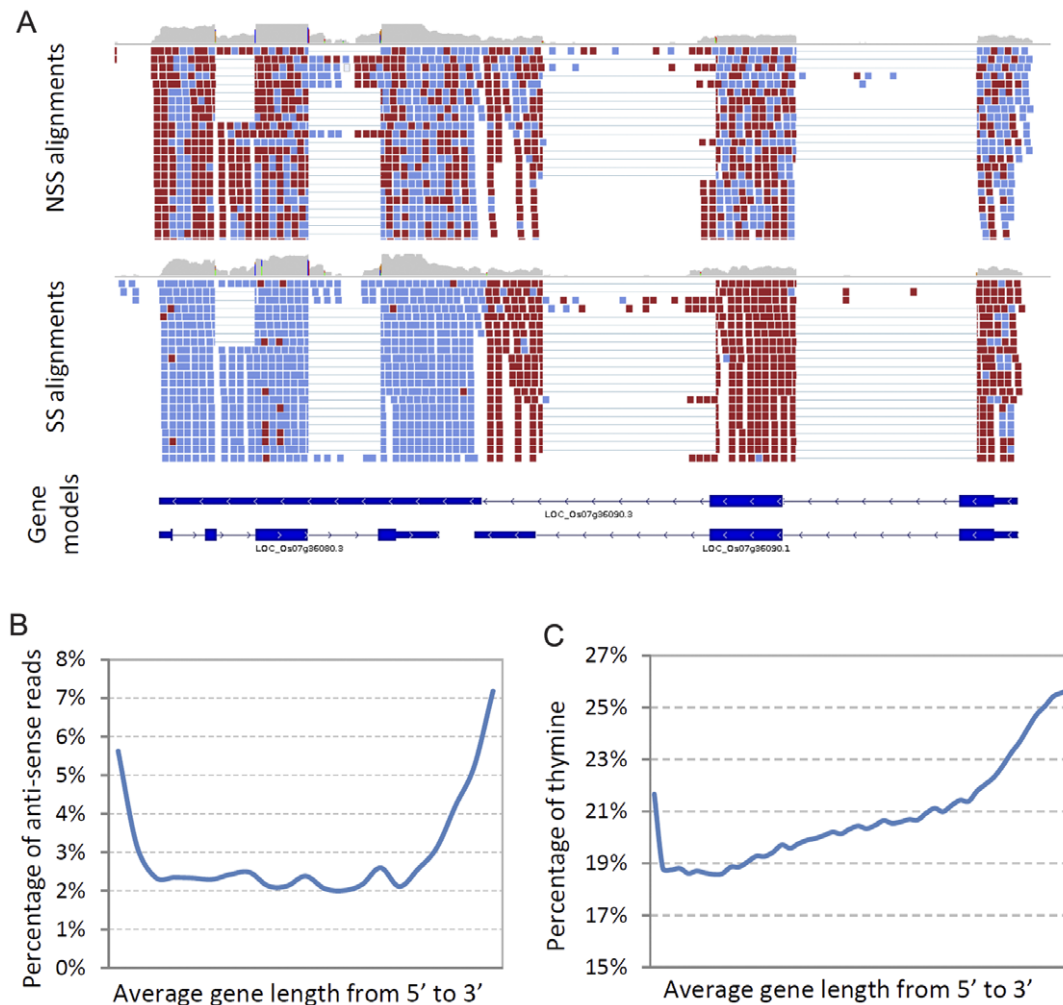 A
NSS alignments
SS alignments
Gene
models
LOC_Os07g36090.3
LOC_Os07g36080.3
LOC_Os07g36090.1
B
Percentage of anti-sense reads
8%
7%
6%
5%
4%
3%
2%
1%
0%
Average gene length from 5’ to 3’
C
Percentage of thymine
27%
25%
23%
21%
19%
17%
15%
Average gene length from 5’ to 3’